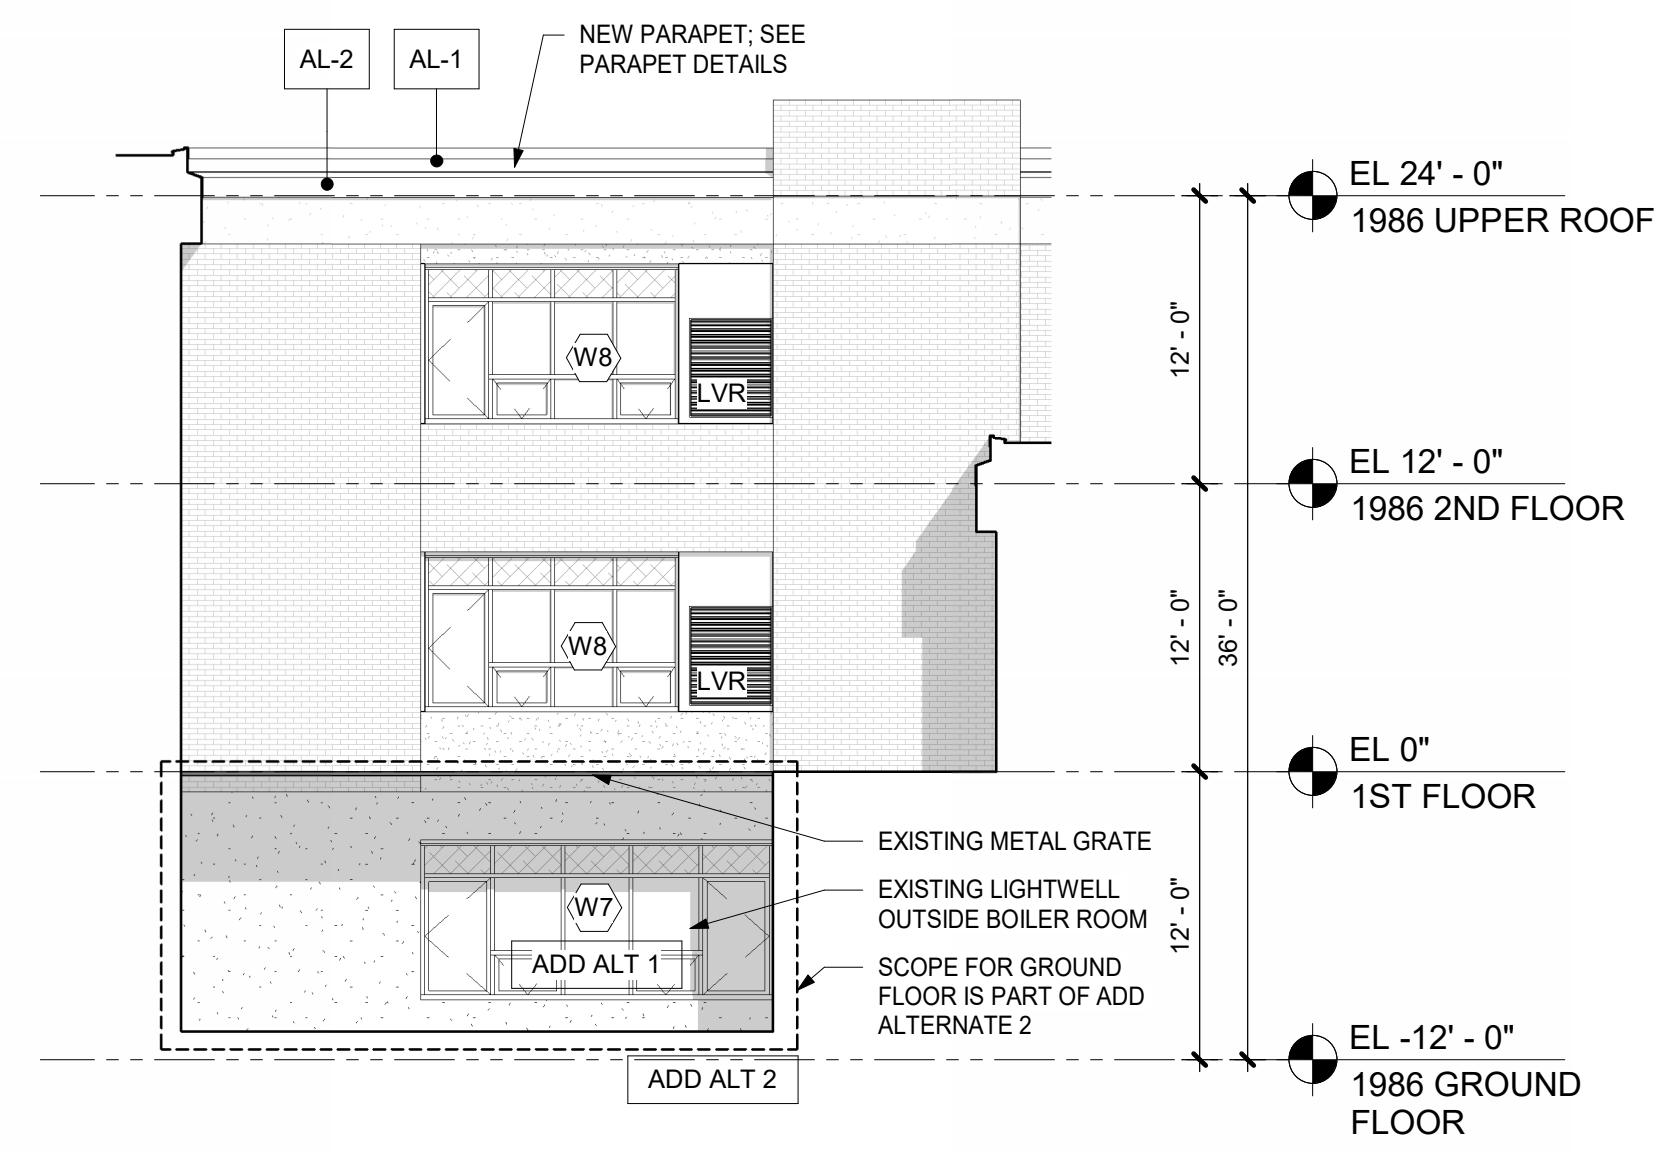 AL-2
AL-1
NEW PARAPET; SEE
PARAPET DETAILS
EL 24' - 0"
1986 UPPER ROOF
12' - 0"
W8
LVR
EL 12' - 0"
1986 2ND FLOOR
12' - 0"
36' - 0"
W8
LVR
EL 0"
1ST FLOOR
EXISTING METAL GRATE
EXISTING LIGHTWELL
OUTSIDE BOILER ROOM
W7
12' - 0"
ADD ALT 1
SCOPE FOR GROUND
FLOOR IS PART OF ADD
ALTERNATE 2
EL -12' - 0"
1986 GROUND
FLOOR
ADD ALT 2